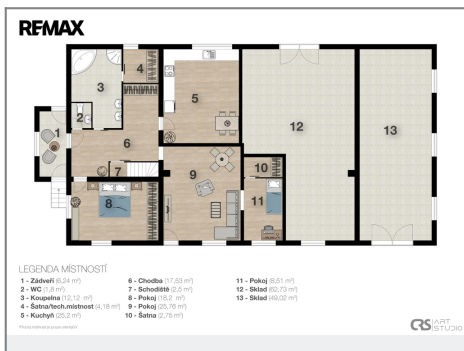 RE/MAX
1
2
3
4
5
6
7
8
9
10
11
12
13
LEGENDA MÍSTNOSTÍ
1 - Zádveří (6,24 m²)
2 - WC (1,8 m²)
3 - Koupelna (12,12 m²)
4 - Šatna/tech.místnost (4,18 m²)
5 - Kuchyň (25,2 m²)
6 - Chodba (17,53 m²)
7 - Schodiště (2,5 m²)
8 - Pokoj (18,2 m²)
9 - Pokoj (25,76 m²)
10 - Šatna (2,75 m²)
11 - Pokoj (8,51 m²)
12 - Sklad (62,73 m²)
13 - Sklad (49,02 m²)
CRS ART STUDIO